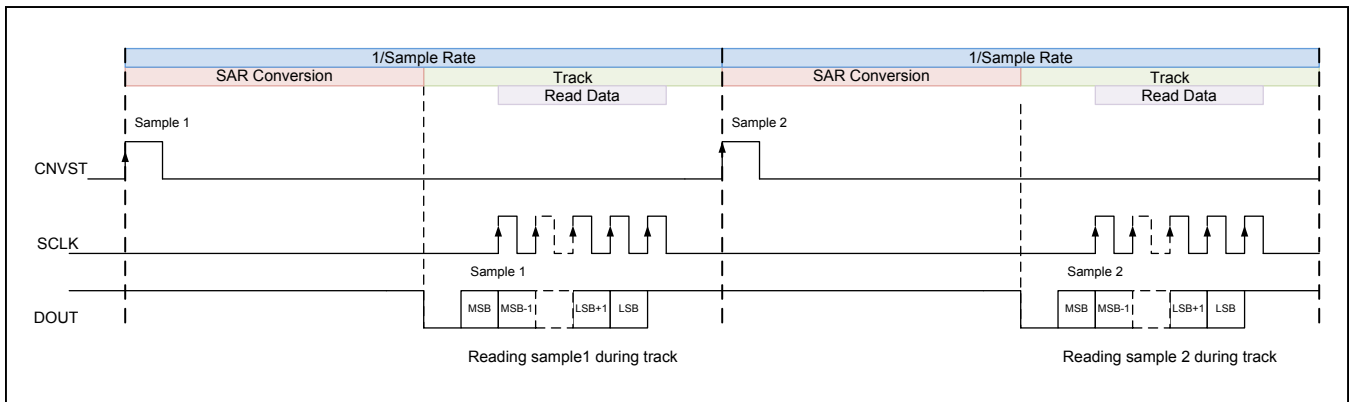 1/Sample Rate 1/Sample Rate
SAR Conversion Track SAR Conversion Track
Read Data Read Data
Sample 1 Sample 2
CNVST
SCLK
Sample 1 Sample 2
MSB MSB-1 LSB+1 LSB MSB MSB-1 LSB+1 LSB
DOUT
Reading sample1 during track Reading sample 2 during track